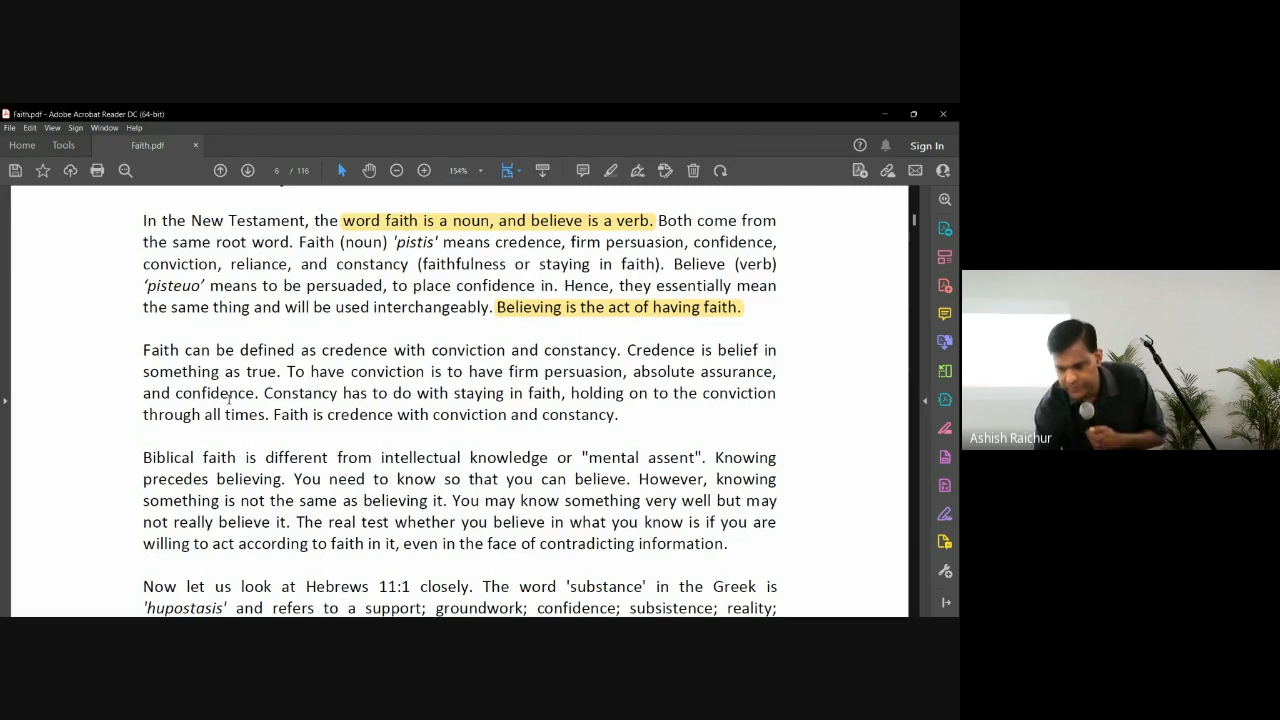 Faith.pdf - Adobe Acrobat Reader DC (64-bit)
File Edit View Sign Window Help
Home Tools Faith.pdf × Sign In
6 / 116 154%
In the New Testament, the word faith is a noun, and believe is a verb. Both come from
the same root word. Faith (noun) 'pistis' means credence, firm persuasion, confidence,
conviction, reliance, and constancy (faithfulness or staying in faith). Believe (verb)
'pisteuo' means to be persuaded, to place confidence in. Hence, they essentially mean
the same thing and will be used interchangeably. Believing is the act of having faith.
Faith can be defined as credence with conviction and constancy. Credence is belief in
something as true. To have conviction is to have firm persuasion, absolute assurance,
and confidence. Constancy has to do with staying in faith, holding on to the conviction
through all times. Faith is credence with conviction and constancy.
Biblical faith is different from intellectual knowledge or "mental assent". Knowing
precedes believing. You need to know so that you can believe. However, knowing
something is not the same as believing it. You may know something very well but may
not really believe it. The real test whether you believe in what you know is if you are
willing to act according to faith in it, even in the face of contradicting information.
Now let us look at Hebrews 11:1 closely. The word 'substance' in the Greek is
'hupostasis' and refers to a support; groundwork; confidence; subsistence; reality;
Ashish Raichur